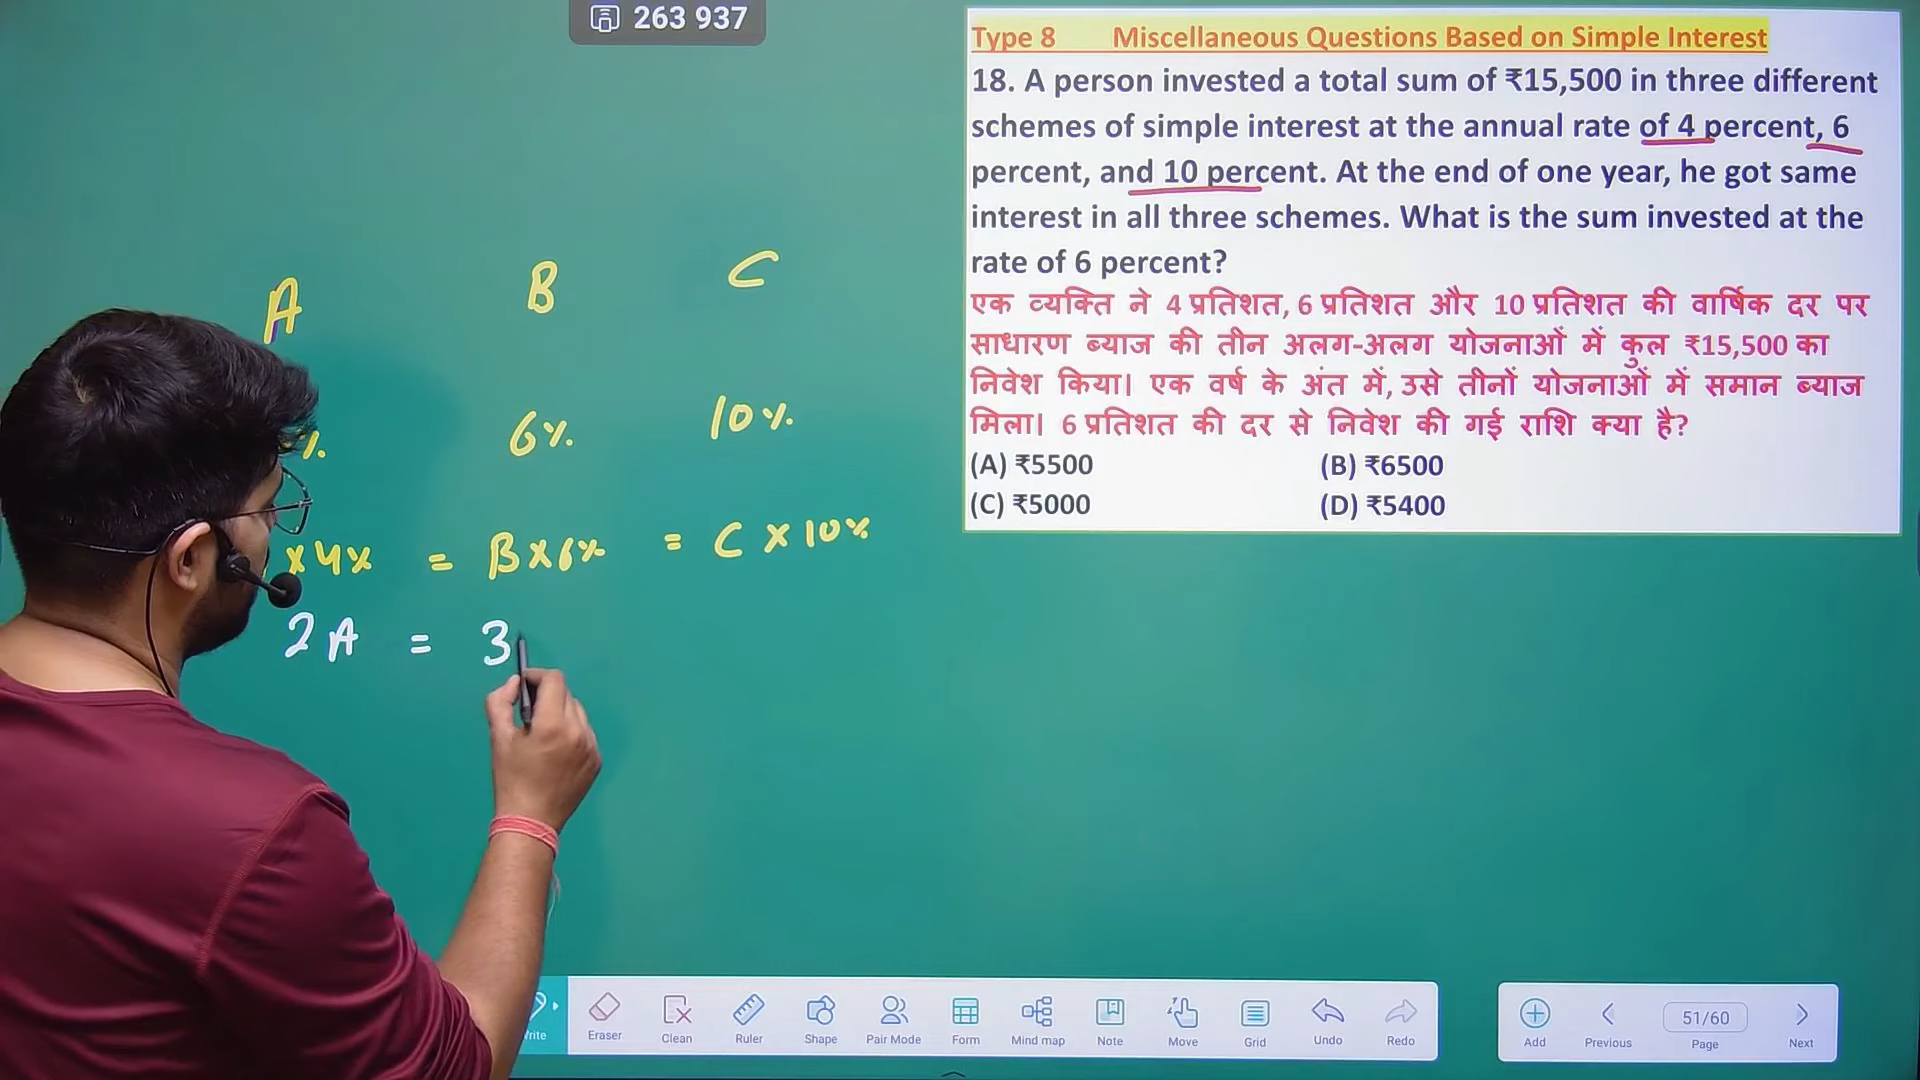 263 937
Type 8 Miscellaneous Questions Based on Simple Interest
18. A person invested a total sum of ₹15,500 in three different
schemes of simple interest at the annual rate of 4 percent, 6
percent, and 10 percent. At the end of one year, he got same
interest in all three schemes. What is the sum invested at the
rate of 6 percent?
एक व्यक्ति ने 4 प्रतिशत, 6 प्रतिशत और 10 प्रतिशत की वार्षिक दर पर
साधारण ब्याज की तीन अलग-अलग योजनाओं में कुल ₹15,500 का
निवेश किया। एक वर्ष के अंत में, उसे तीनों योजनाओं में समान ब्याज
मिला। 6 प्रतिशत की दर से निवेश की गई राशि क्या है?
(A) ₹5500 (B) ₹6500
(C) ₹5000 (D) ₹5400
A B C
% 6% 10%
×4% = B×6% = C×10%
2A = 3
Eraser Clean Ruler Shape Pair Mode Form Mind map Note Move Grid Undo Redo
Add Previous 51/60 Page Next